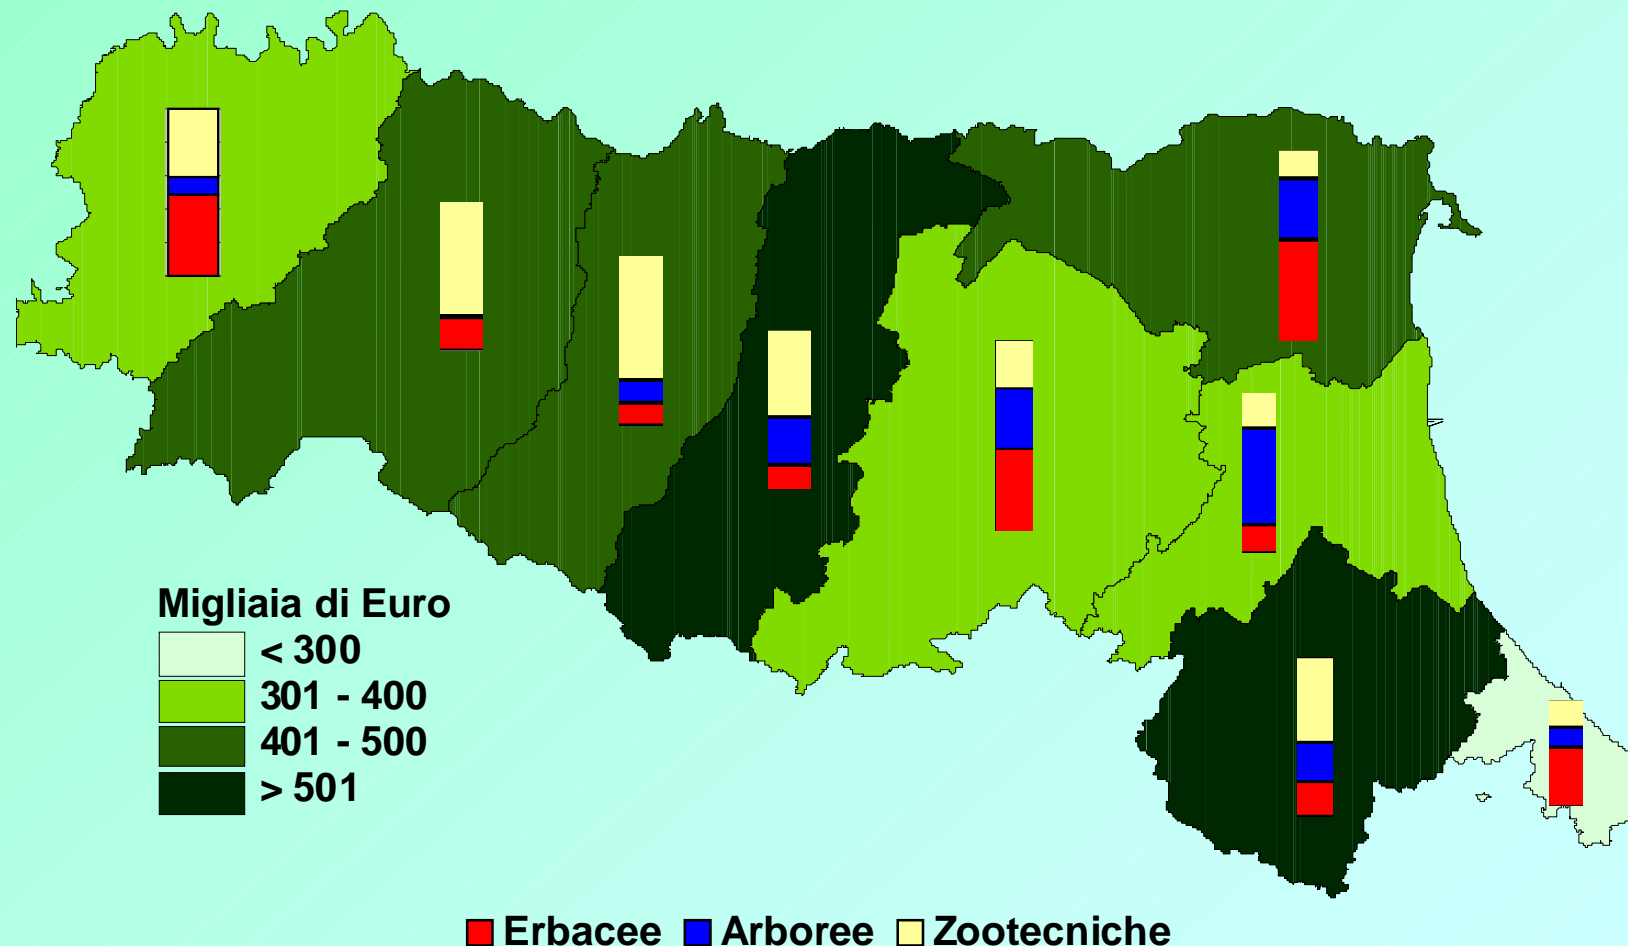 Migliaia di Euro
< 300
301 - 400
401 - 500
> 501
Erbacee Arboree Zootecniche